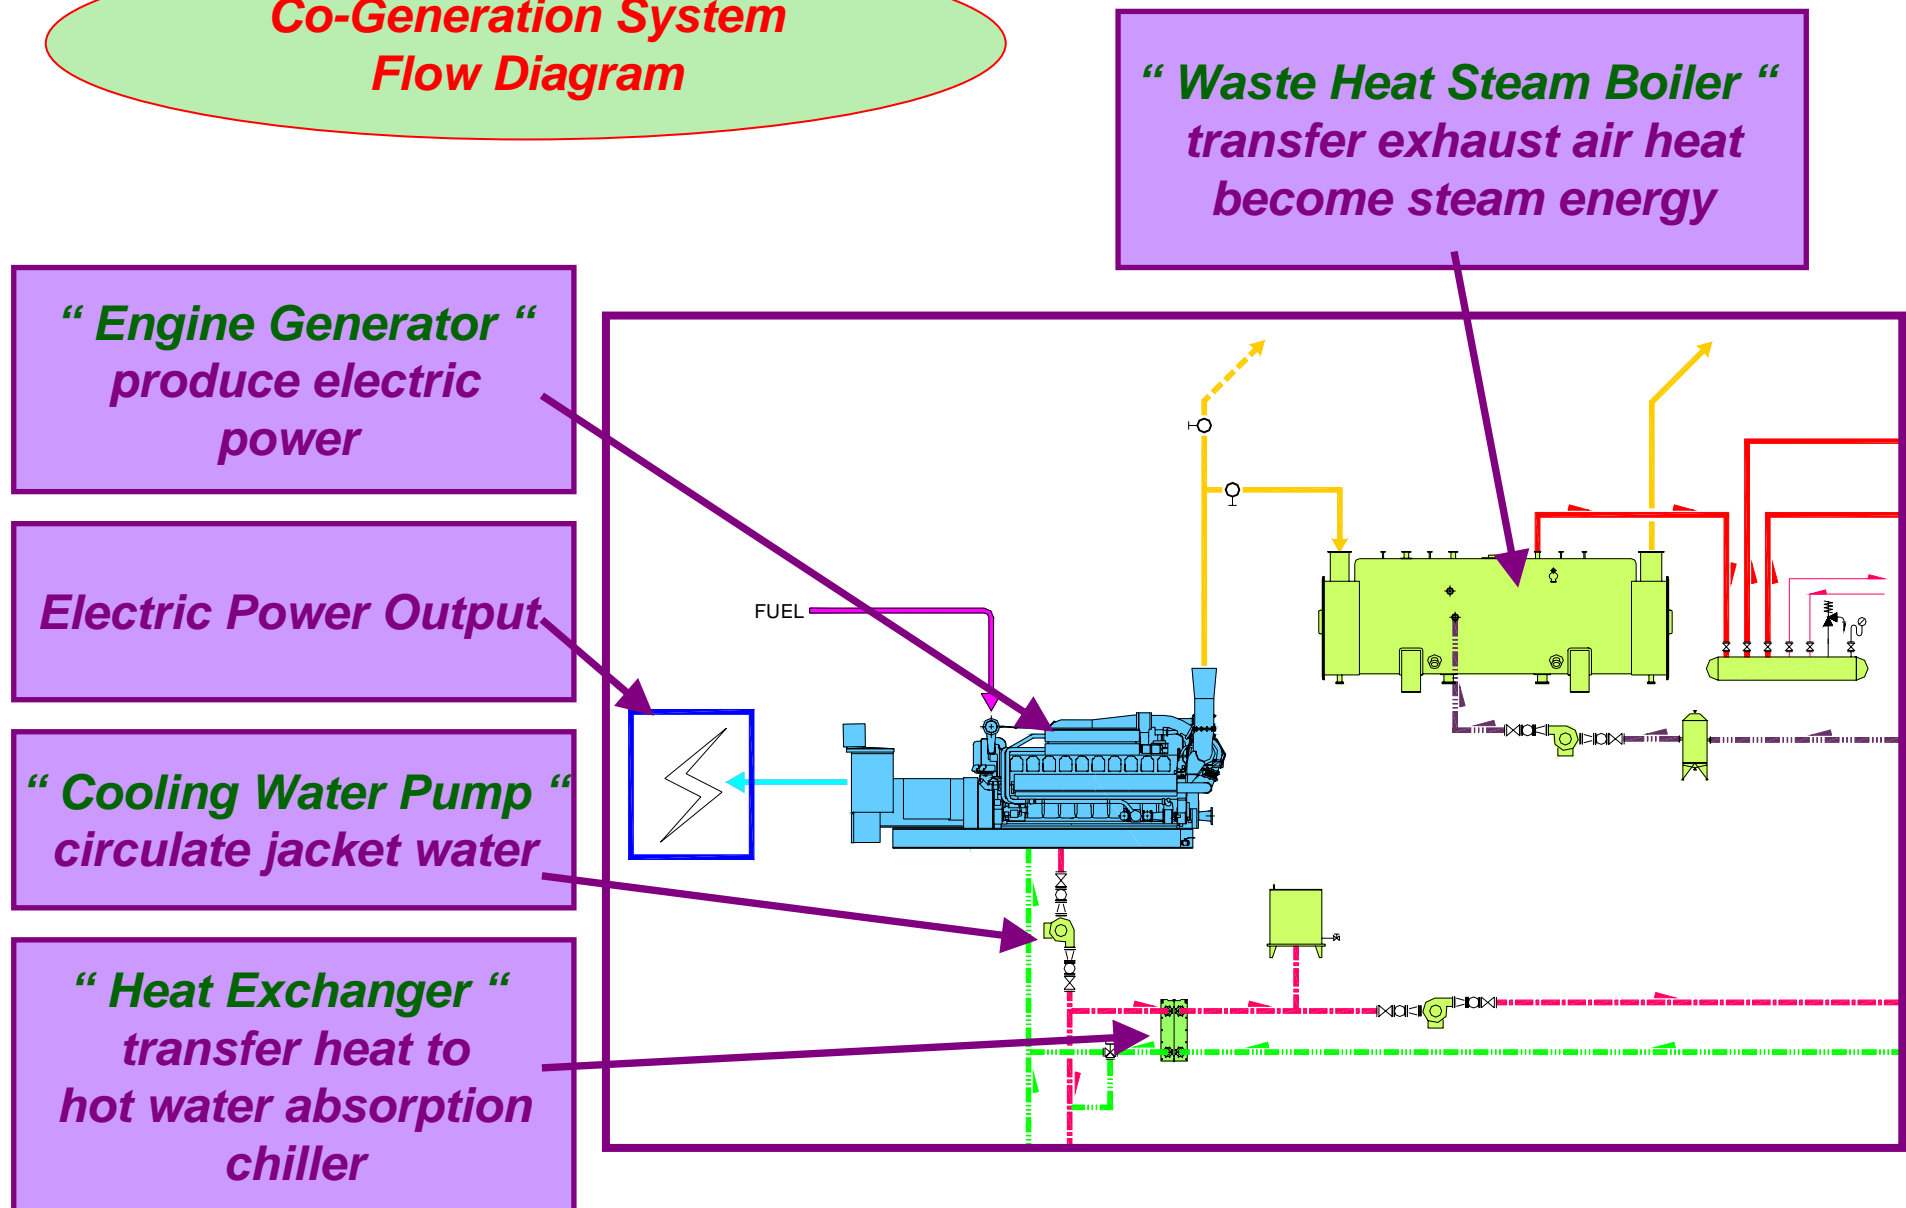 Co-Generation System
Flow Diagram
“ Waste Heat Steam Boiler “
transfer exhaust air heat
become steam energy
“ Engine Generator “
produce electric
power
Electric Power Output
FUEL
“ Cooling Water Pump “
circulate jacket water
“ Heat Exchanger “
transfer heat to
hot water absorption
chiller